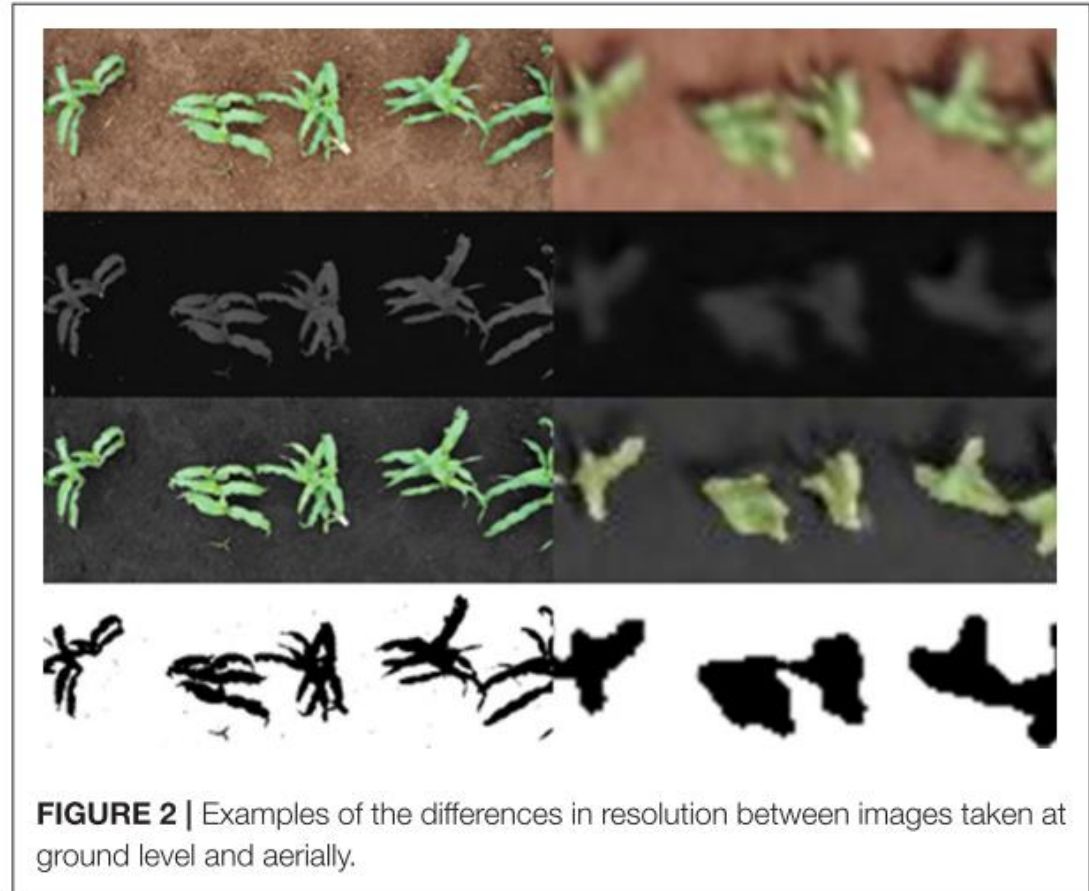 FIGURE 2 | Examples of the differences in resolution between images taken at
ground level and aerially.